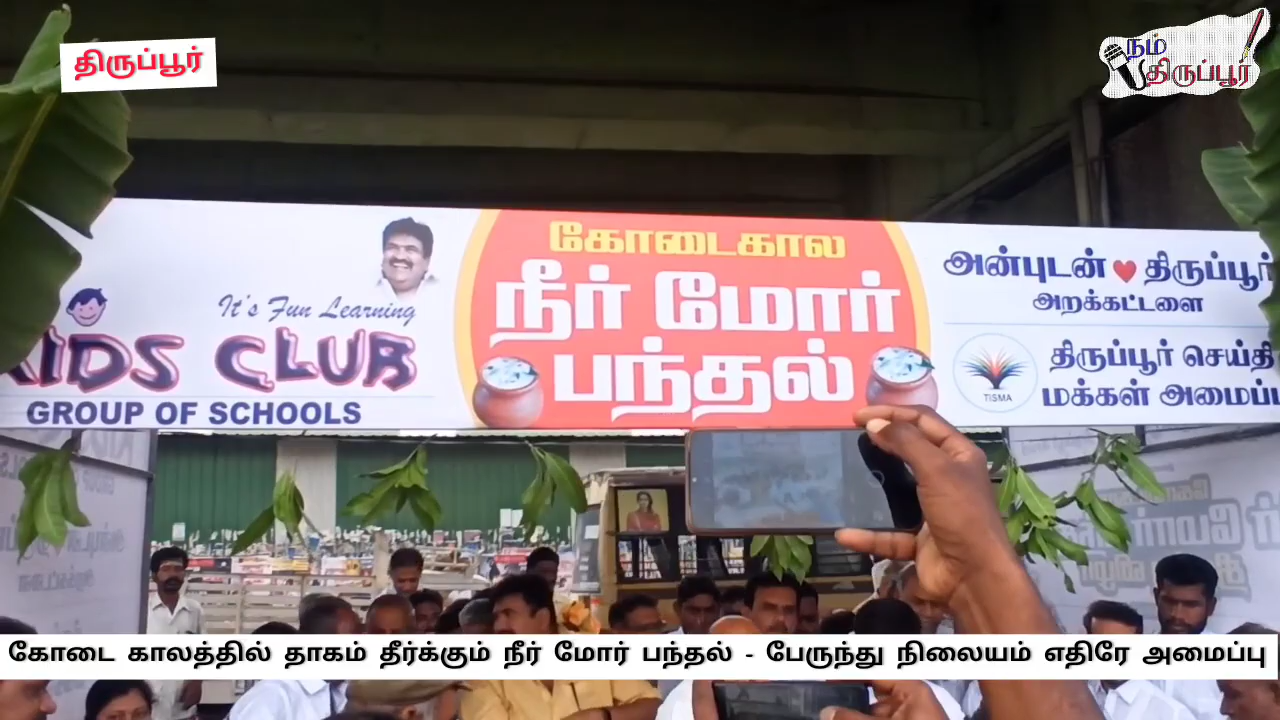 திருப்பூர்
நம்
திருப்பூர்
It's Fun Learning
KIDS CLUB
GROUP OF SCHOOLS
கோடைகால
நீர் மோர்
பந்தல்
அன்புடன் ❤ திருப்பூர்
அறக்கட்டளை
TISMA
திருப்பூர் செய்தி
மக்கள் அமைப்பு
கோடை காலத்தில் தாகம் தீர்க்கும் நீர் மோர் பந்தல் - பேருந்து நிலையம் எதிரே அமைப்பு